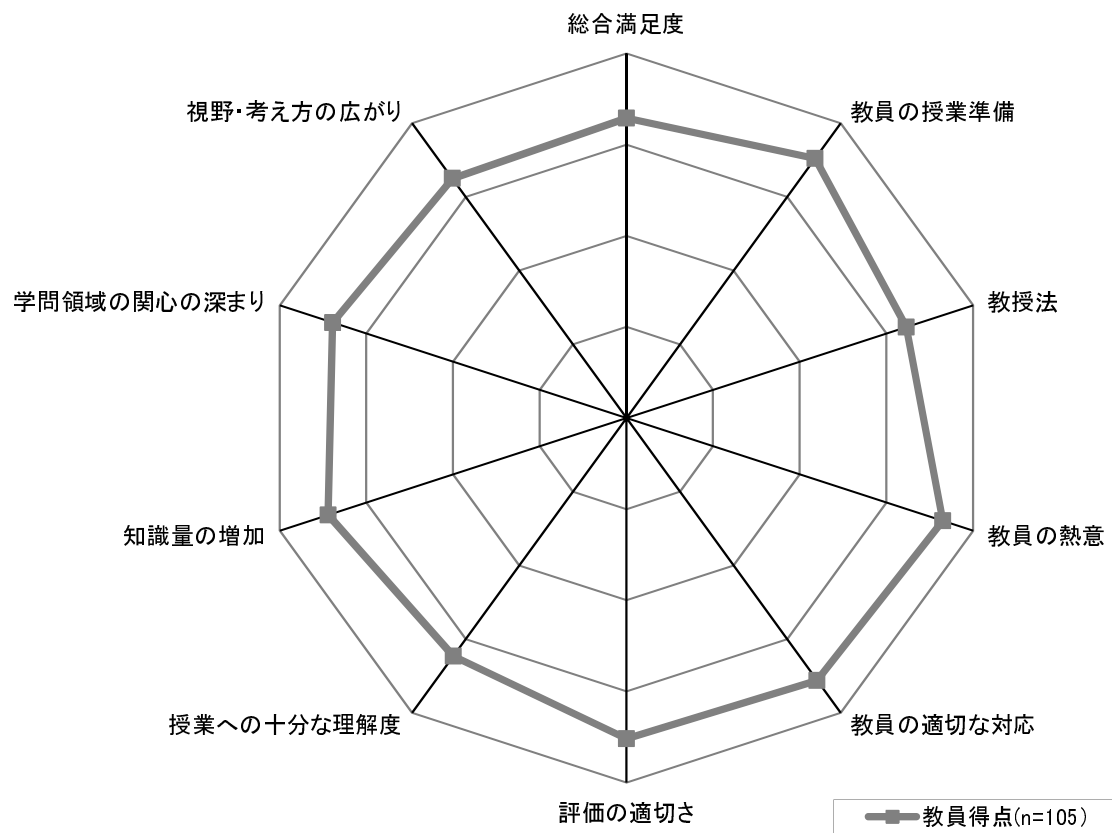 総合満足度
教員の授業準備
教授法
教員の熱意
教員の適切な対応
評価の適切さ
授業への十分な理解度
知識量の増加
学問領域の関心の深まり
視野・考え方の広がり
教員得点(n=105)